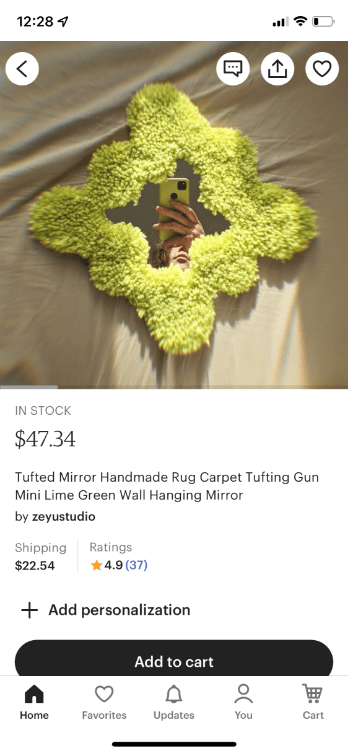 12:28
IN STOCK
$47.34
Tufted Mirror Handmade Rug Carpet Tufting Gun
Mini Lime Green Wall Hanging Mirror
by zeyustudio
Shipping
$22.54
Ratings
4.9 (37)
Add personalization
Add to cart
Home
Favorites
Updates
You
Cart